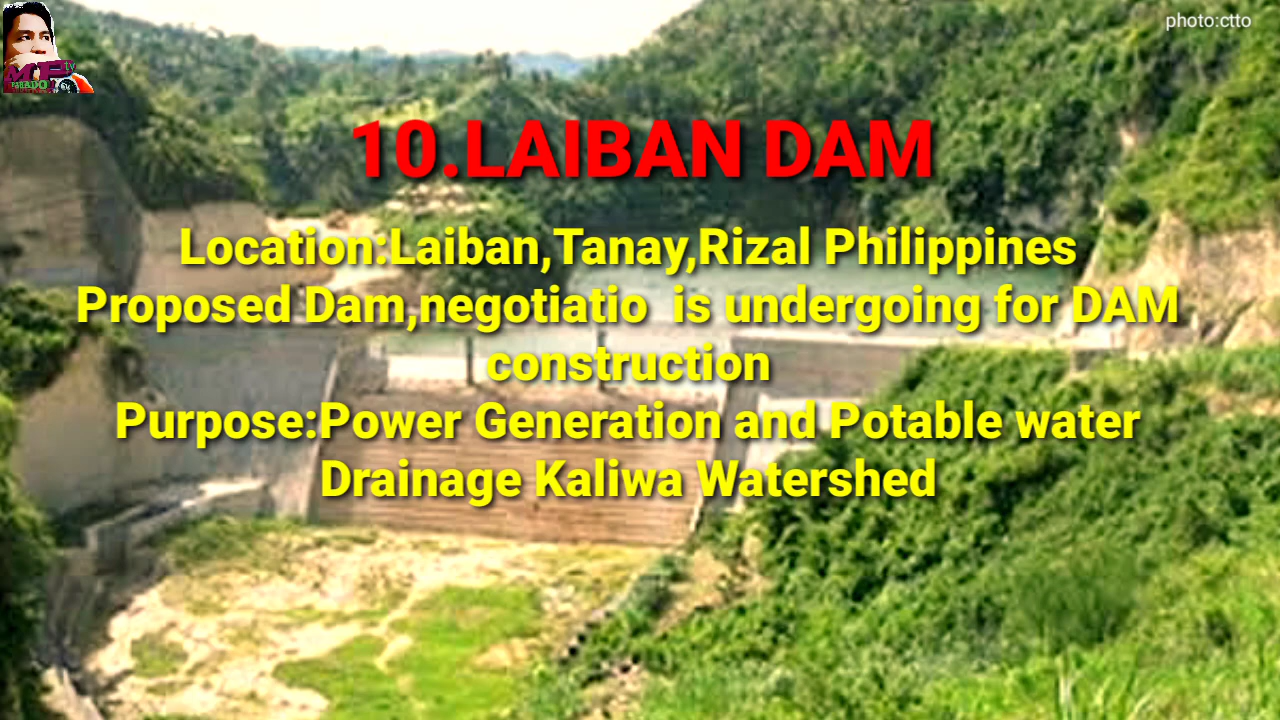 photo:ctto
10.LAIBAN DAM
Location:Laiban,Tanay,Rizal Philippines
Proposed Dam,negotiatio  is undergoing for DAM
construction
Purpose:Power Generation and Potable water
Drainage Kaliwa Watershed